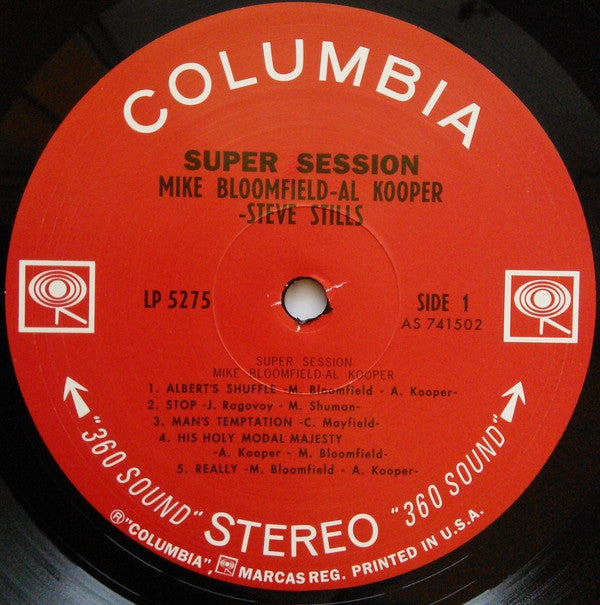 COLUMBIA
SUPER SESSION
MIKE BLOOMFIELD-AL KOOPER
-STEVE STILLS
LP 5275
SIDE 1
AS 741502
SUPER SESSION
MIKE BLOOMFIELD-AL KOOPER
1. ALBERT'S SHUFFLE -M. Bloomfield - A. Kooper-
2. STOP -J. Ragovoy - M. Shuman-
3. MAN'S TEMPTATION -C. Mayfield-
4. HIS HOLY MODAL MAJESTY
-A. Kooper - M. Bloomfield-
5. REALLY -M. Bloomfield - A. Kooper-
"360 SOUND" STEREO "360 SOUND"
®"COLUMBIA", MARCAS REG. PRINTED IN U.S.A.